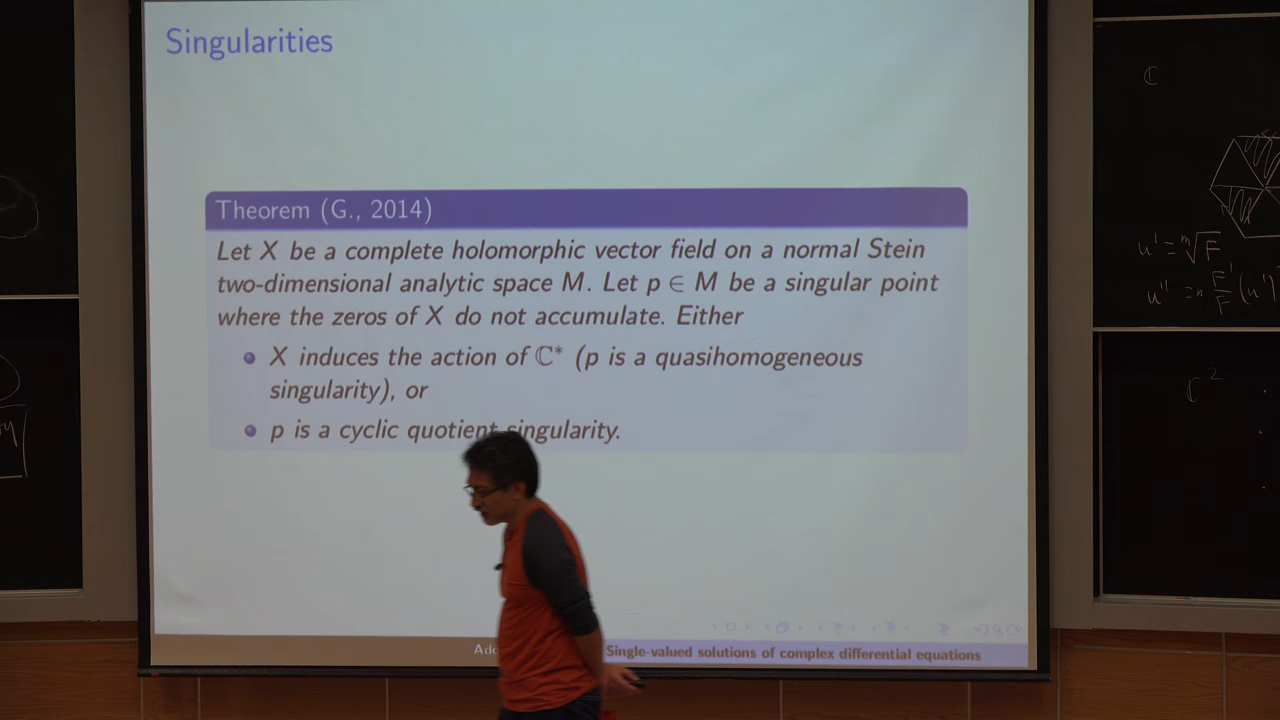 Singularities
Theorem (G., 2014)
Let X be a complete holomorphic vector field on a normal Stein
two-dimensional analytic space M. Let p ∈ M be a singular point
where the zeros of X do not accumulate. Either
X induces the action of ℂ* (p is a quasihomogeneous
singularity), or
p is a cyclic quotient singularity.
Single-valued solutions of complex differential equations
ℂ
u' = ᵐ√F
ℂ²